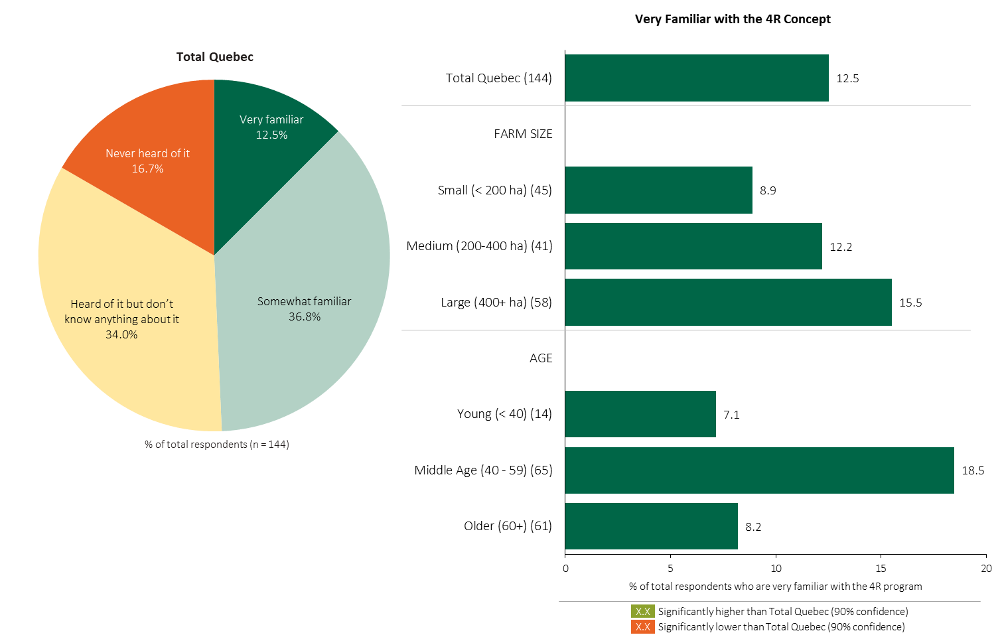 Total Quebec
Very familiar
12.5%
Never heard of it
16.7%
Somewhat familiar
36.8%
Heard of it but don’t
know anything about it
34.0%
% of total respondents (n = 144)
Very Familiar with the 4R Concept
Total Quebec (144)
12.5
FARM SIZE
Small (< 200 ha) (45)
8.9
Medium (200-400 ha) (41)
12.2
Large (400+ ha) (58)
15.5
AGE
Young (< 40) (14)
7.1
Middle Age (40 - 59) (65)
18.5
Older (60+) (61)
8.2
0 5 10 15 20
% of total respondents who are very familiar with the 4R program
X.X Significantly higher than Total Quebec (90% confidence)
X.X Significantly lower than Total Quebec (90% confidence)